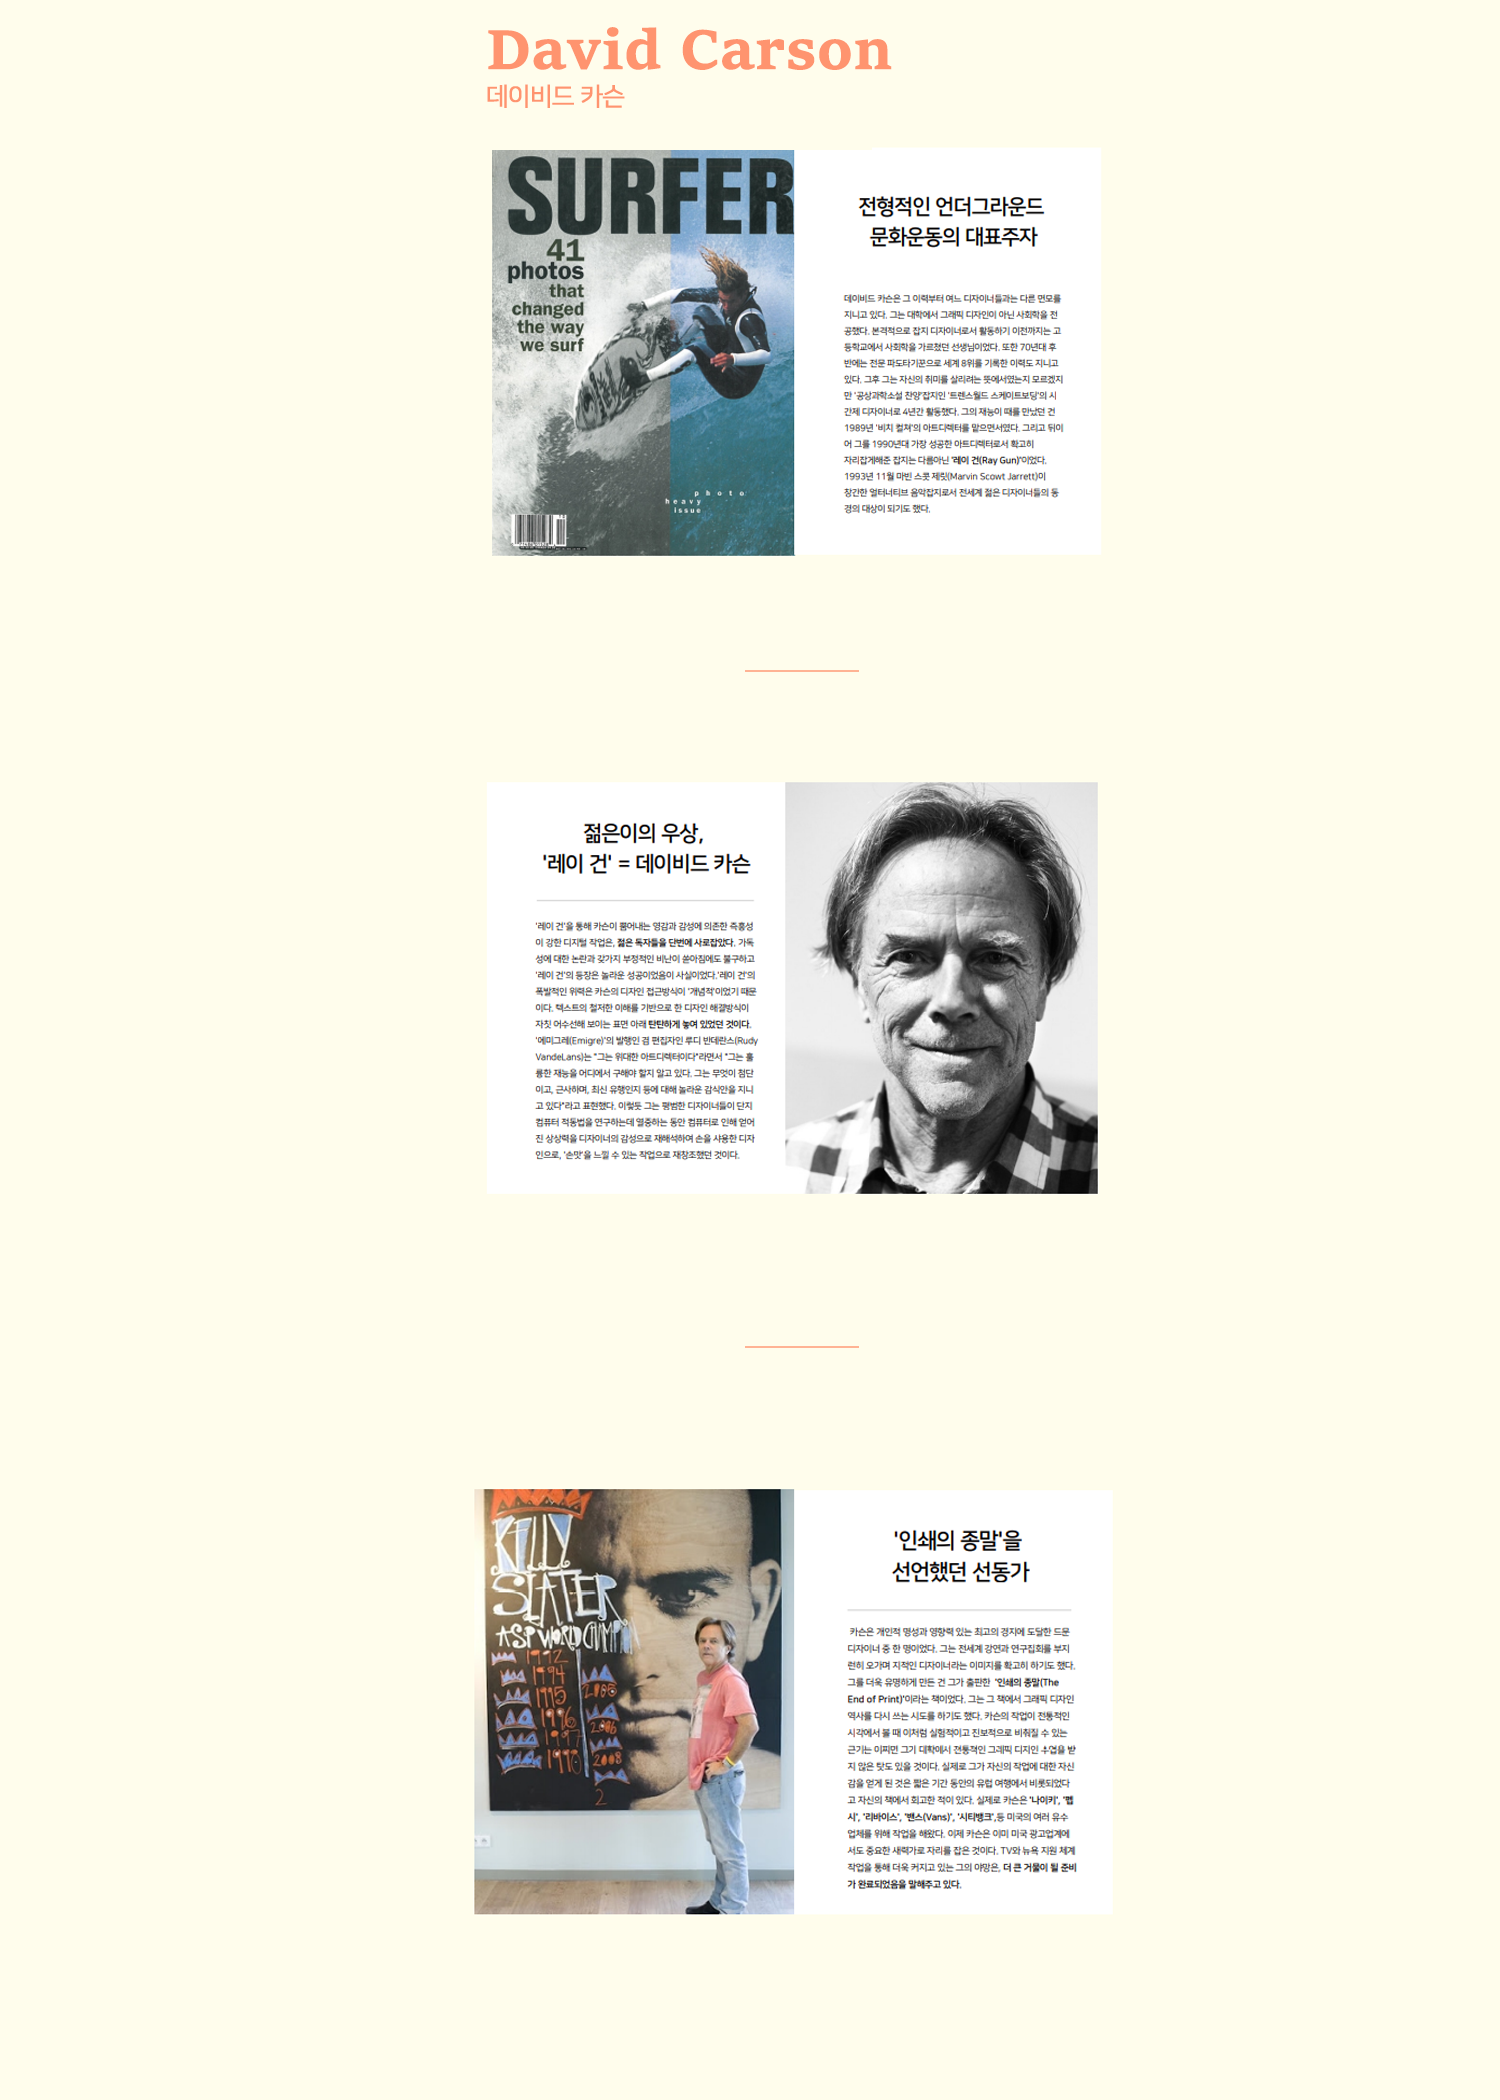 David Carson
데이비드 카슨
SURFER
41
photos
that
changed
the way
we surf
photo
heavy
issue
전형적인 언더그라운드
문화운동의 대표주자
데이비드 카슨은 그 이력부터 여느 디자이너들과는 다른 면모를
지니고 있다. 그는 대학에서 그래픽 디자인이 아닌 사회학을 전
공했다. 본격적으로 잡지 디자이너로서 활동하기 이전까지는 고
등학교에서 사회학을 가르쳤던 선생님이었다. 또한 70년대 후
반에는 전문 파도타기꾼으로 세계 8위를 기록한 이력도 지니고
있다. 그후 그는 자신의 취미를 살리려는 뜻에서였는지 모르겠지
만 '공상과학소설 찬양'잡지인 '트렌스월드 스케이트보딩'의 시
간제 디자이너로 4년간 활동했다. 그의 재능이 때를 만났던 건
1989년 '비치 컬쳐'의 아트디렉터를 맡으면서였다. 그리고 뒤이
어 그를 1990년대 가장 성공한 아트디렉터로서 확고히
자리잡게해준 잡지는 다름아닌 '레이 건(Ray Gun)'이었다.
1993년 11월 마빈 스콧 제릿(Marvin Scowt Jarrett)이
창간한 얼터너티브 음악잡지로서 전세계 젊은 디자이너들의 동
경의 대상이 되기도 했다.
젊은이의 우상,
'레이 건' = 데이비드 카슨
'레이 건'을 통해 카슨이 뿜어내는 영감과 감성에 의존한 즉흥성
이 강한 디지털 작업은, 젊은 독자들을 단번에 사로잡았다. 가독
성에 대한 논란과 갖가지 부정적인 비난이 쏟아짐에도 불구하고
'레이 건'의 등장은 놀라운 성공이었음이 사실이었다.'레이 건'의
폭발적인 위력은 카슨의 디자인 접근방식이 '개념적'이었기 때문
이다. 텍스트의 철저한 이해를 기반으로 한 디자인 해결방식이
자칫 어수선해 보이는 표면 아래 탄탄하게 놓여 있었던 것이다.
'에미그레(Emigre)'의 발행인 겸 편집자인 루디 반데란스(Rudy
VandeLans)는 "그는 위대한 아트디렉터이다"라면서 "그는 훌
륭한 재능을 어디에서 구해야 할지 알고 있다. 그는 무엇이 첨단
이고, 근사하며, 최신 유행인지 등에 대해 놀라운 감식안을 지니
고 있다"라고 표현했다. 이렇듯 그는 평범한 디자이너들이 단지
컴퓨터 작동법을 연구하는데 열중하는 동안 컴퓨터로 인해 얻어
진 상상력을 디자이너의 감성으로 재해석하여 손을 사용한 디자
인으로, '손맛'을 느낄 수 있는 작업으로 재창조했던 것이다.
KELLY
SLATER
ASP WORLD CHAMPION
1992
1994
1995
1996
1997
1998
2005
2006
2008
2
'인쇄의 종말'을
선언했던 선동가
카슨은 개인적 명성과 영향력 있는 최고의 경지에 도달한 드문
디자이너 중 한 명이었다. 그는 전세계 강연과 연구집회를 부지
런히 오가며 지적인 디자이너라는 이미지를 확고히 하기도 했다.
그를 더욱 유명하게 만든 건 그가 출판한 '인쇄의 종말(The
End of Print)'이라는 책이었다. 그는 그 책에서 그래픽 디자인
역사를 다시 쓰는 시도를 하기도 했다. 카슨의 작업이 전통적인
시각에서 볼 때 이처럼 실험적이고 진보적으로 비춰질 수 있는
근거는 어쩌면 그가 대학에서 전통적인 그래픽 디자인 수업을 받
지 않은 탓도 있을 것이다. 실제로 그가 자신의 작업에 대한 자신
감을 얻게 된 것은 짧은 기간 동안의 유럽 여행에서 비롯되었다
고 자신의 책에서 회고한 적이 있다. 실제로 카슨은 '나이키', '펩
시', '리바이스', '밴스(Vans)', '시티뱅크',등 미국의 여러 유수
업체를 위해 작업을 해왔다. 이제 카슨은 이미 미국 광고업계에
서도 중요한 새력가로 자리를 잡은 것이다. TV와 뉴욕 지원 체계
작업을 통해 더욱 커지고 있는 그의 야망은, 더 큰 거물이 될 준비
가 완료되었음을 말해주고 있다.